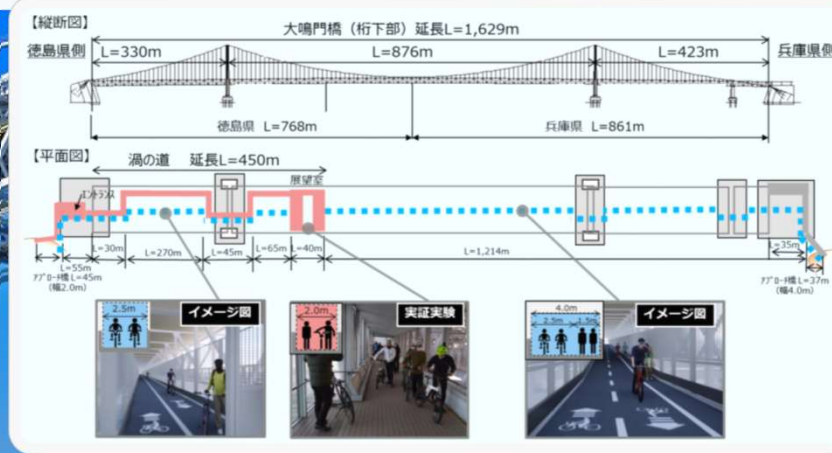 【縦断図】
大鳴門橋（桁下部）延長L=1,629m
徳島県側 L=330m L=876m L=423m 兵庫県側
徳島県 L=768m 兵庫県 L=861m
【平面図】
渦の道 延長L=450m
展望室
エントランス
L=30m L=270m L=45m L=65m L=40m L=1,214m L=35m
L=55m
アプローチ橋 L=45m
(幅2.0m)
アプローチ橋 L=37m
(幅4.0m)
2.5m イメージ図
2.0m 実証実験
4.0m イメージ図
2.5m 1.5m